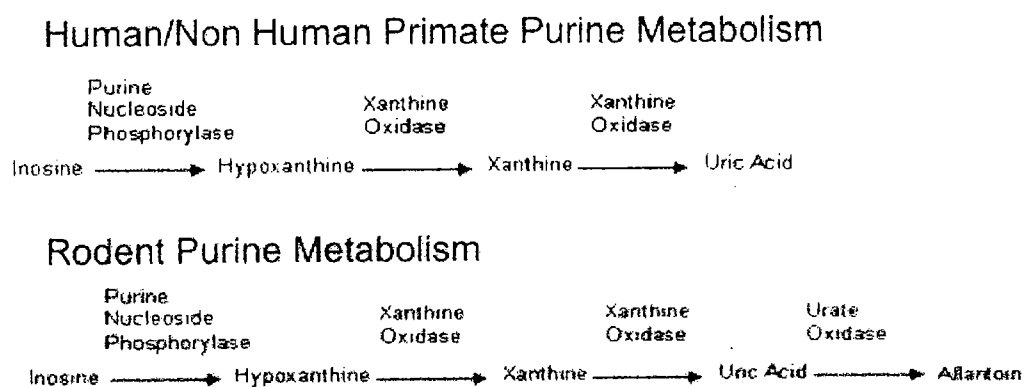 Human/Non Human Primate Purine Metabolism
Purine
Nucleoside
Phosphorylase
Xanthine
Oxidase
Xanthine
Oxidase
Inosine Hypoxanthine Xanthine Uric Acid
Rodent Purine Metabolism
Purine
Nucleoside
Phosphorylase
Xanthine
Oxidase
Xanthine
Oxidase
Urate
Oxidase
Inosine Hypoxanthine Xanthine Uric Acid Allantoin